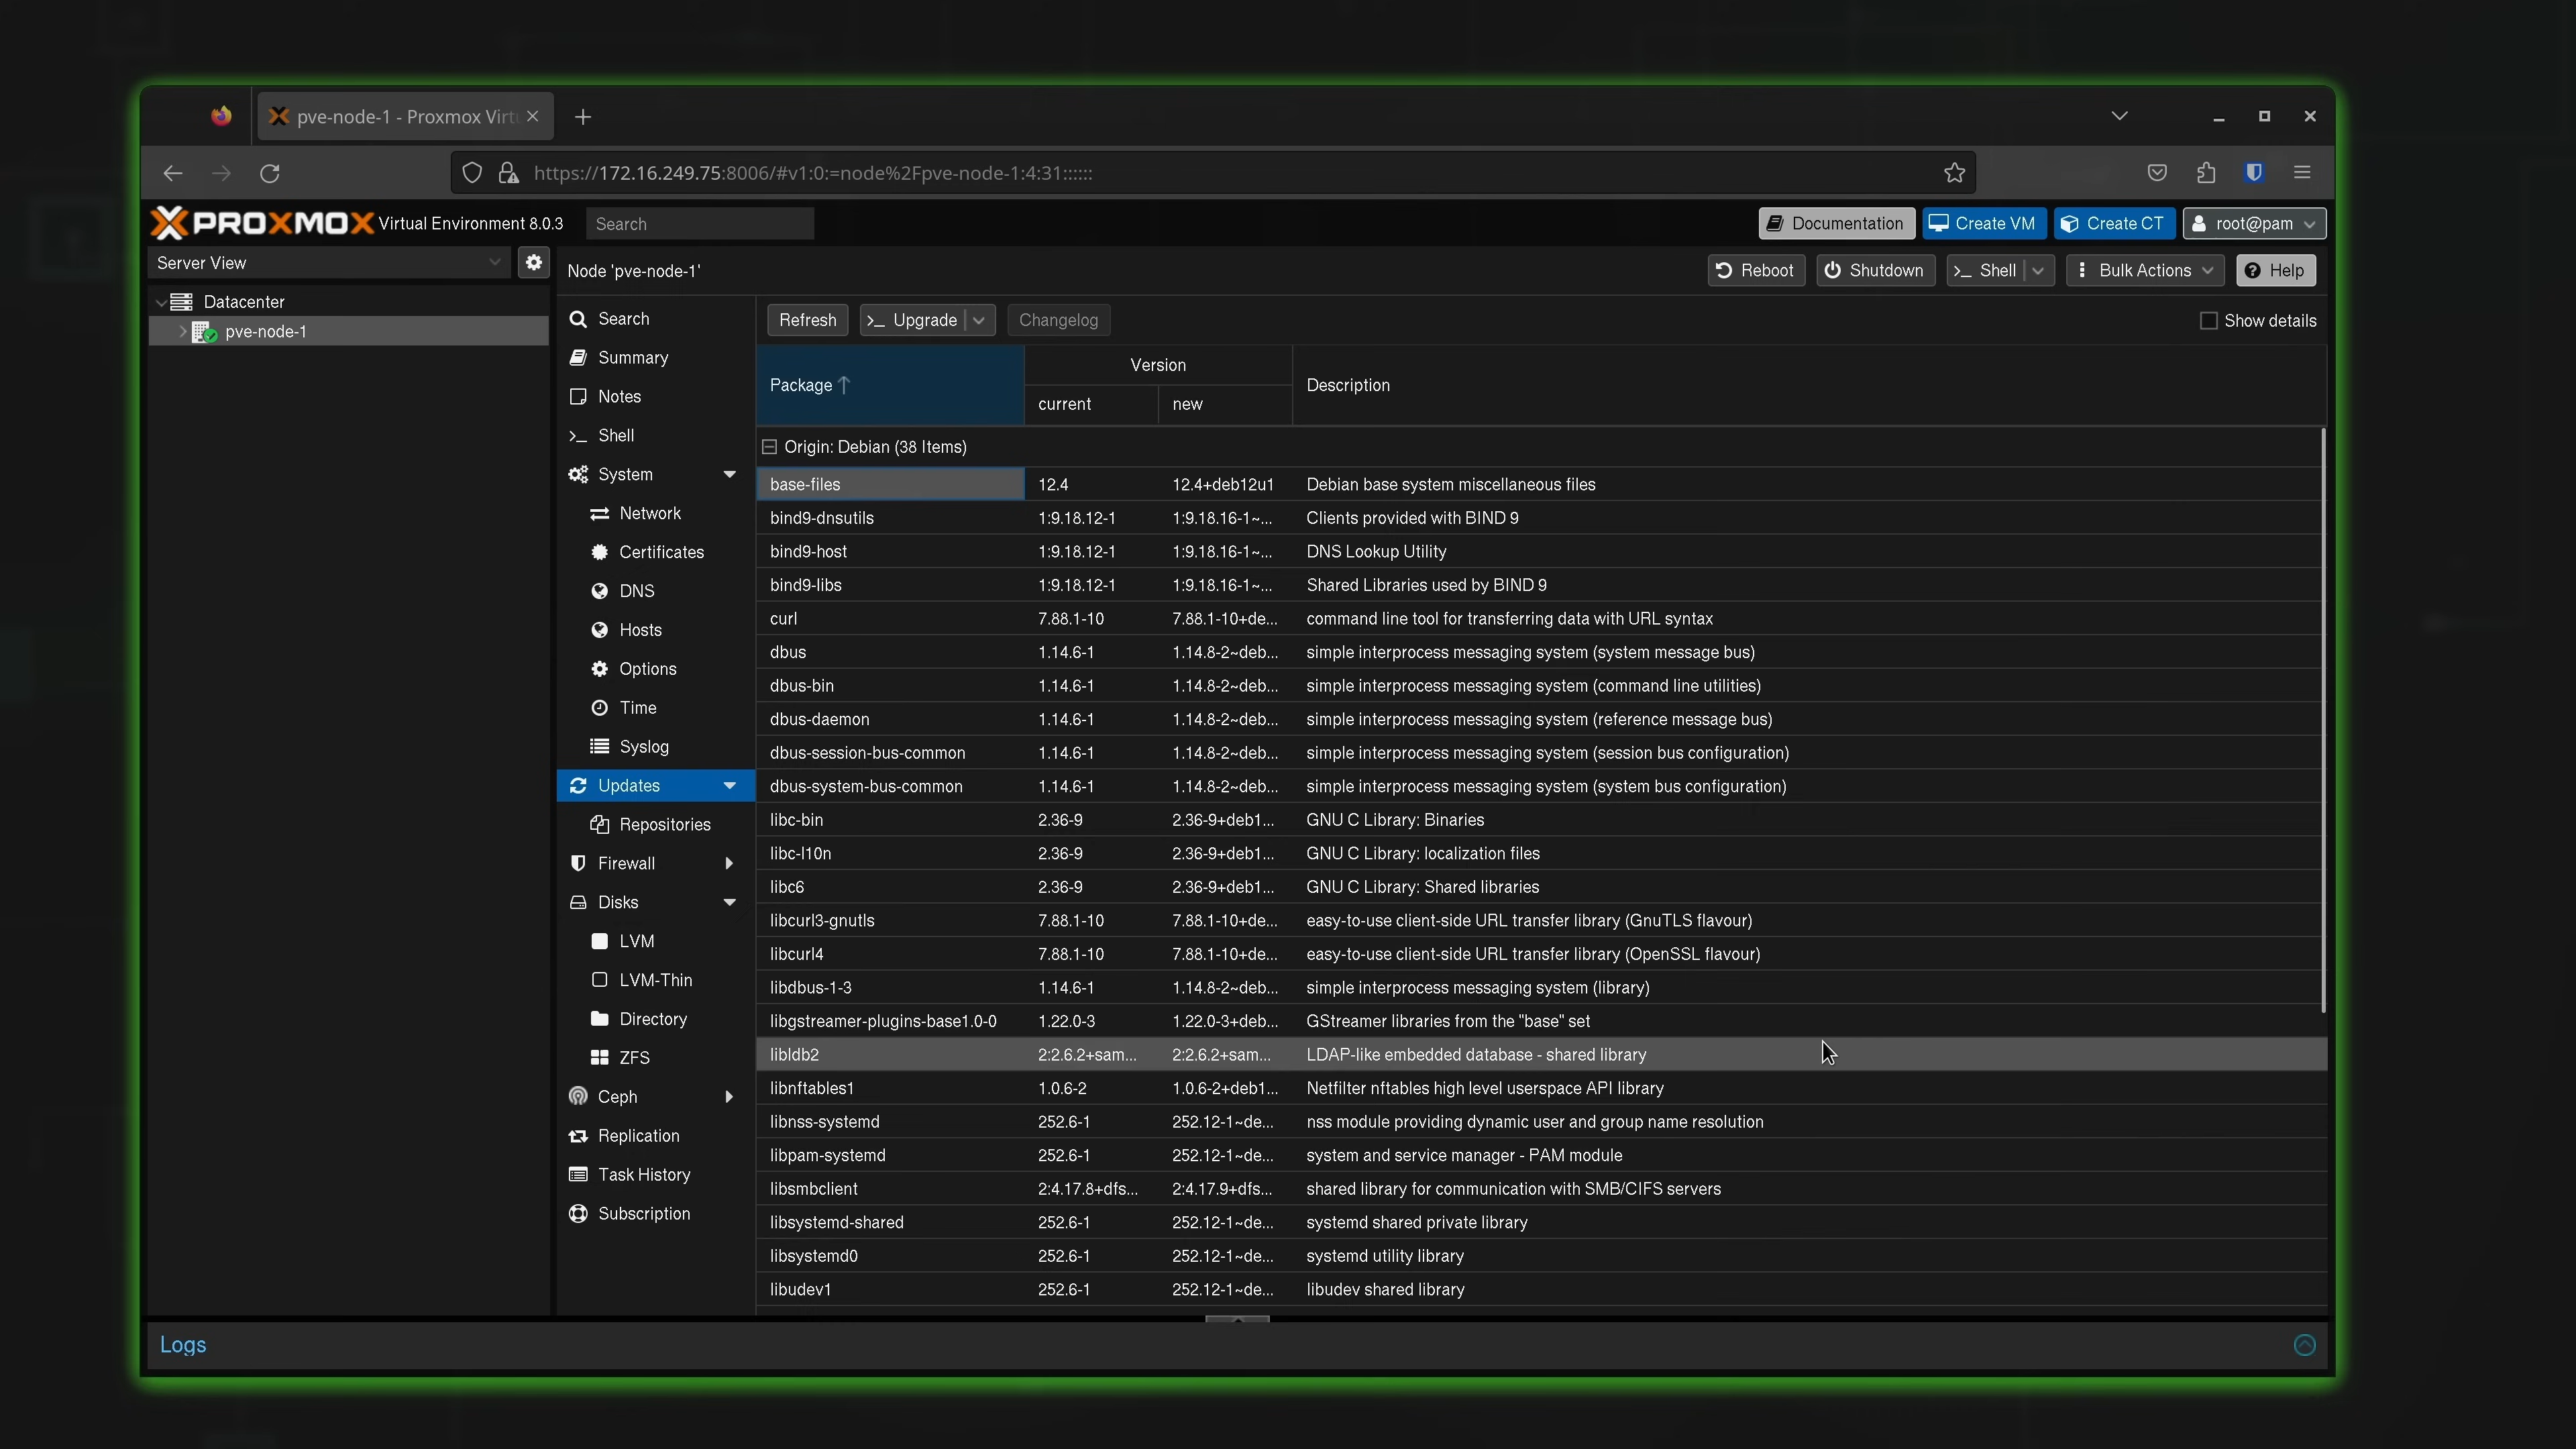 pve-node-1 - Proxmox Virtu
https://172.16.249.75:8006/#v1:0:=node%2Fpve-node-1:4:31::::::
PROXMOX Virtual Environment 8.0.3 Search Documentation Create VM Create CT root@pam
Server View
Node 'pve-node-1' Reboot Shutdown >_ Shell Bulk Actions Help
Datacenter
pve-node-1
Search
Summary
Notes
Shell
System
Network
Certificates
DNS
Hosts
Options
Time
Syslog
Updates
Repositories
Firewall
Disks
LVM
LVM-Thin
Directory
ZFS
Ceph
Replication
Task History
Subscription
Refresh >_ Upgrade Changelog Show details
Package Version Description
current new
Origin: Debian (38 Items)
base-files 12.4 12.4+deb12u1 Debian base system miscellaneous files
bind9-dnsutils 1:9.18.12-1 1:9.18.16-1~... Clients provided with BIND 9
bind9-host 1:9.18.12-1 1:9.18.16-1~... DNS Lookup Utility
bind9-libs 1:9.18.12-1 1:9.18.16-1~... Shared Libraries used by BIND 9
curl 7.88.1-10 7.88.1-10+de... command line tool for transferring data with URL syntax
dbus 1.14.6-1 1.14.8-2~deb... simple interprocess messaging system (system message bus)
dbus-bin 1.14.6-1 1.14.8-2~deb... simple interprocess messaging system (command line utilities)
dbus-daemon 1.14.6-1 1.14.8-2~deb... simple interprocess messaging system (reference message bus)
dbus-session-bus-common 1.14.6-1 1.14.8-2~deb... simple interprocess messaging system (session bus configuration)
dbus-system-bus-common 1.14.6-1 1.14.8-2~deb... simple interprocess messaging system (system bus configuration)
libc-bin 2.36-9 2.36-9+deb1... GNU C Library: Binaries
libc-l10n 2.36-9 2.36-9+deb1... GNU C Library: localization files
libc6 2.36-9 2.36-9+deb1... GNU C Library: Shared libraries
libcurl3-gnutls 7.88.1-10 7.88.1-10+de... easy-to-use client-side URL transfer library (GnuTLS flavour)
libcurl4 7.88.1-10 7.88.1-10+de... easy-to-use client-side URL transfer library (OpenSSL flavour)
libdbus-1-3 1.14.6-1 1.14.8-2~deb... simple interprocess messaging system (library)
libgstreamer-plugins-base1.0-0 1.22.0-3 1.22.0-3+deb... GStreamer libraries from the "base" set
libldb2 2:2.6.2+sam... 2:2.6.2+sam... LDAP-like embedded database - shared library
libnftables1 1.0.6-2 1.0.6-2+deb1... Netfilter nftables high level userspace API library
libnss-systemd 252.6-1 252.12-1~de... nss module providing dynamic user and group name resolution
libpam-systemd 252.6-1 252.12-1~de... system and service manager - PAM module
libsmbclient 2:4.17.8+dfs... 2:4.17.9+dfs... shared library for communication with SMB/CIFS servers
libsystemd-shared 252.6-1 252.12-1~de... systemd shared private library
libsystemd0 252.6-1 252.12-1~de... systemd utility library
libudev1 252.6-1 252.12-1~de... libudev shared library
Logs